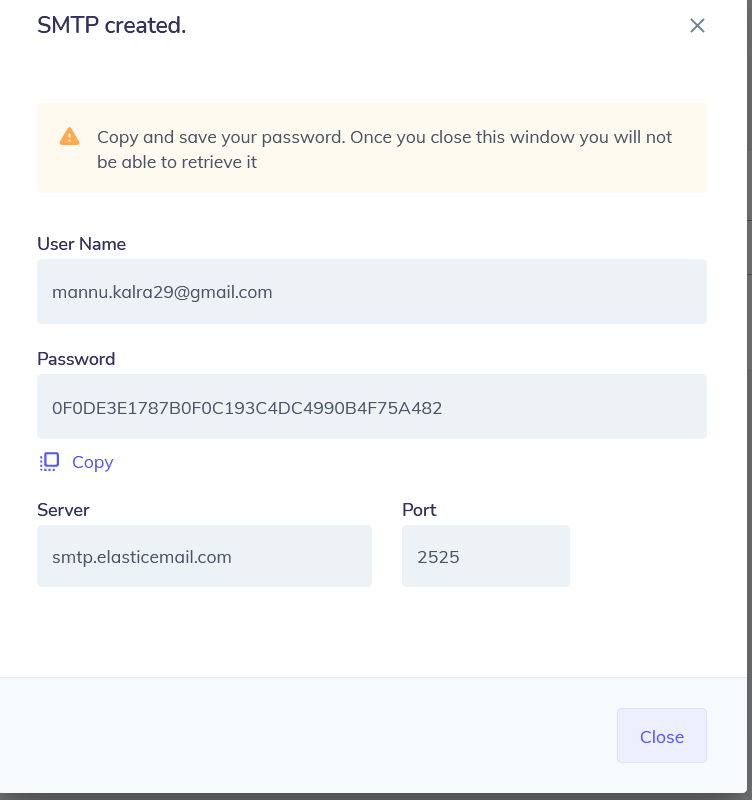 SMTP created.
Copy and save your password. Once you close this window you will not
be able to retrieve it
User Name
mannu.kalra29@gmail.com
Password
0F0DE3E1787B0F0C193C4DC4990B4F75A482
Copy
Server
Port
smtp.elasticemail.com
2525
Close